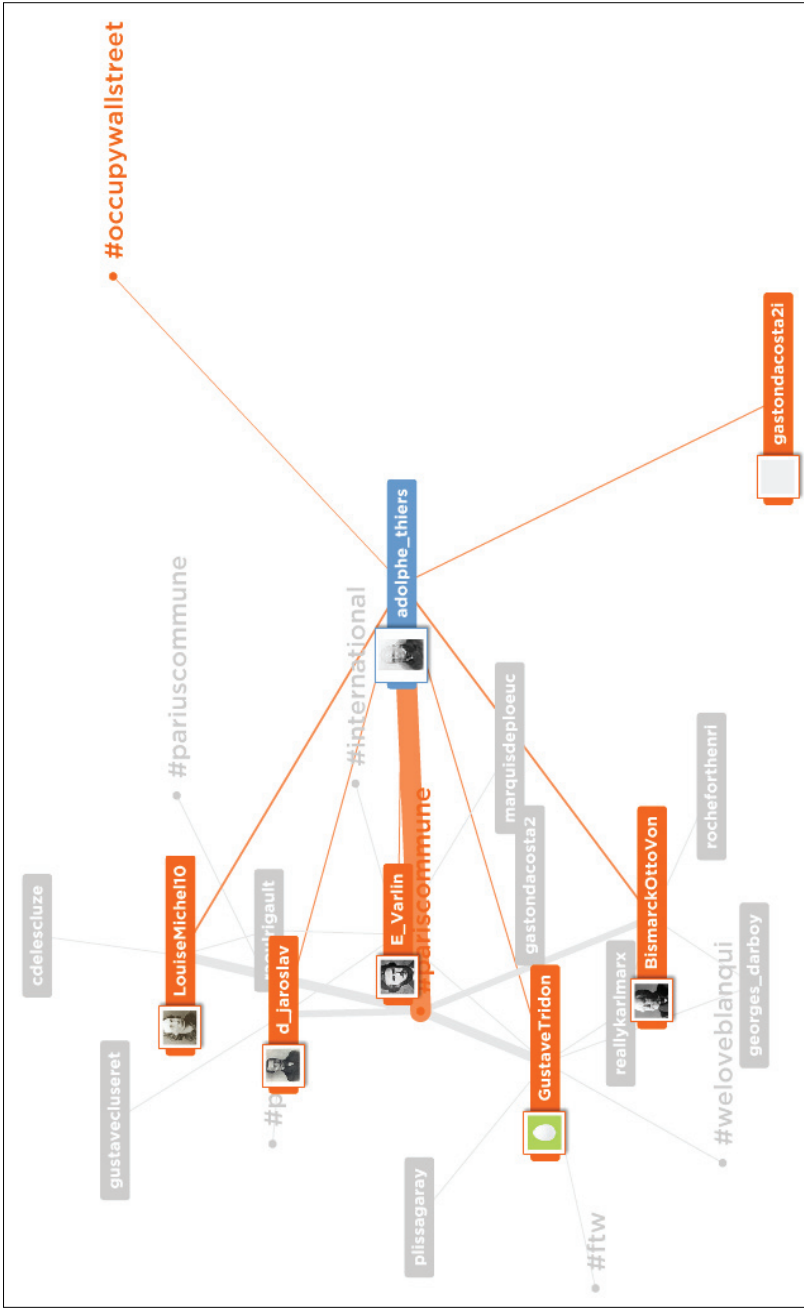 #occupywallstreet
gastondacosta2i
adolphe_thiers
#pariuscommune
#international
marquisdeploeuc
rocheforthenri
cdelescluze
LouiseMichel10
E_Varlin
#pariscommune
gastondacosta2
BismarckOttoVon
d_jaroslav
GustaveTridon
reallykarlmarx
georges_darboy
gustavecluseret
#p
plissagaray
#weloveblanqui
#ftw